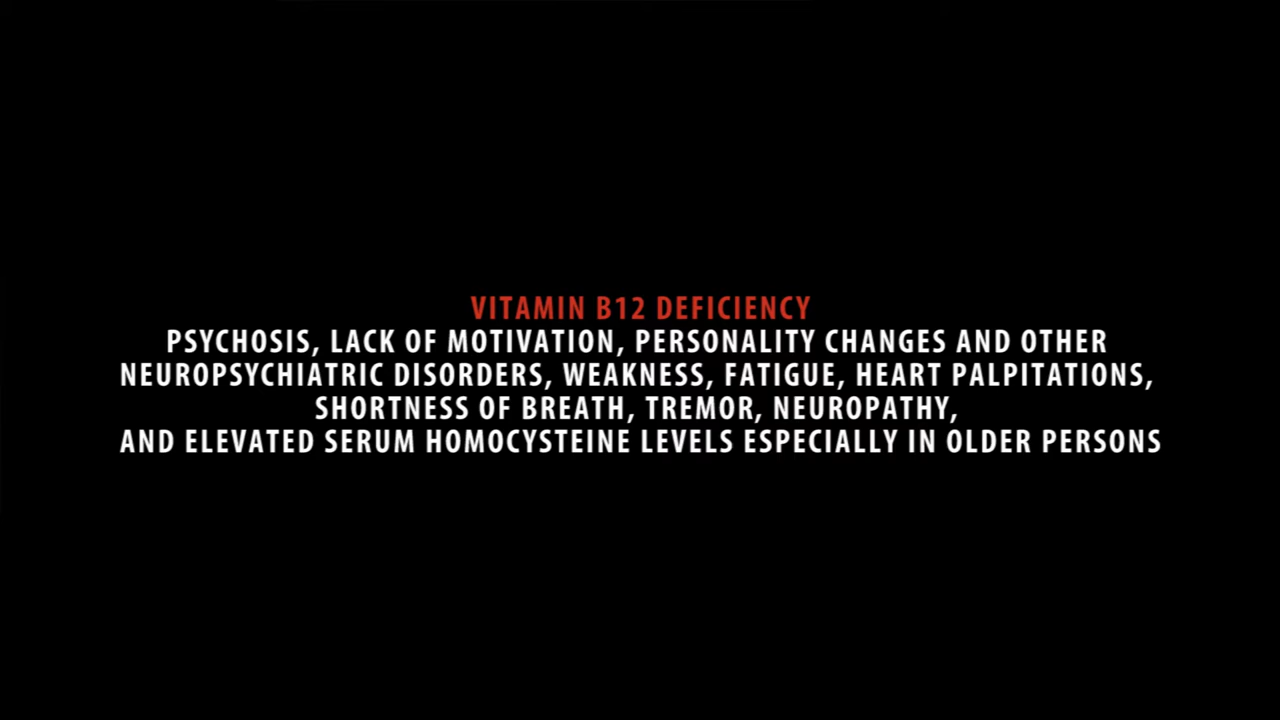 VITAMIN B12 DEFICIENCY
PSYCHOSIS, LACK OF MOTIVATION, PERSONALITY CHANGES AND OTHER
NEUROPSYCHIATRIC DISORDERS, WEAKNESS, FATIGUE, HEART PALPITATIONS,
SHORTNESS OF BREATH, TREMOR, NEUROPATHY,
AND ELEVATED SERUM HOMOCYSTEINE LEVELS ESPECIALLY IN OLDER PERSONS